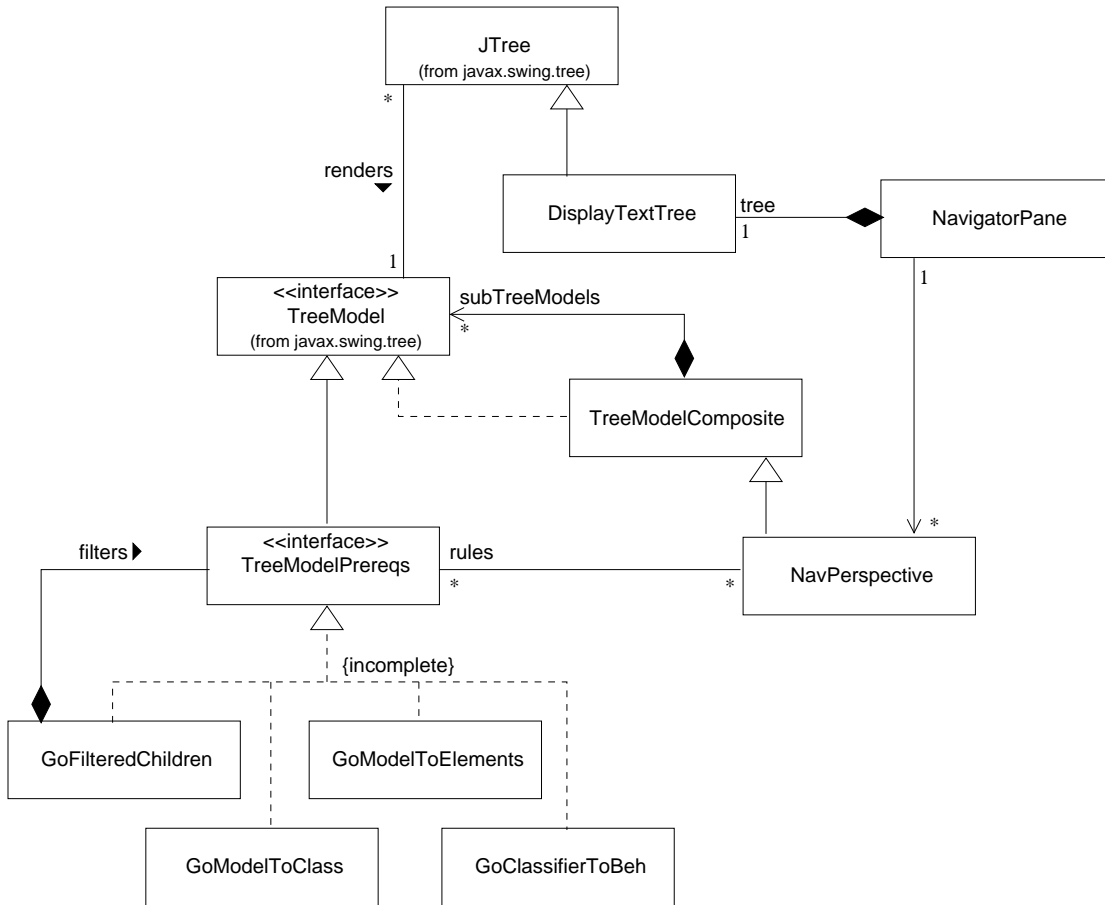 JTree
(from javax.swing.tree)
*
renders
DisplayTextTree
tree
1
NavigatorPane
1
1
<<interface>>
TreeModel
(from javax.swing.tree)
subTreeModels
*
TreeModelComposite
*
<<interface>>
TreeModelPrereqs
filters
rules
*
*
NavPerspective
{incomplete}
GoFilteredChildren
GoModelToElements
GoModelToClass
GoClassifierToBeh